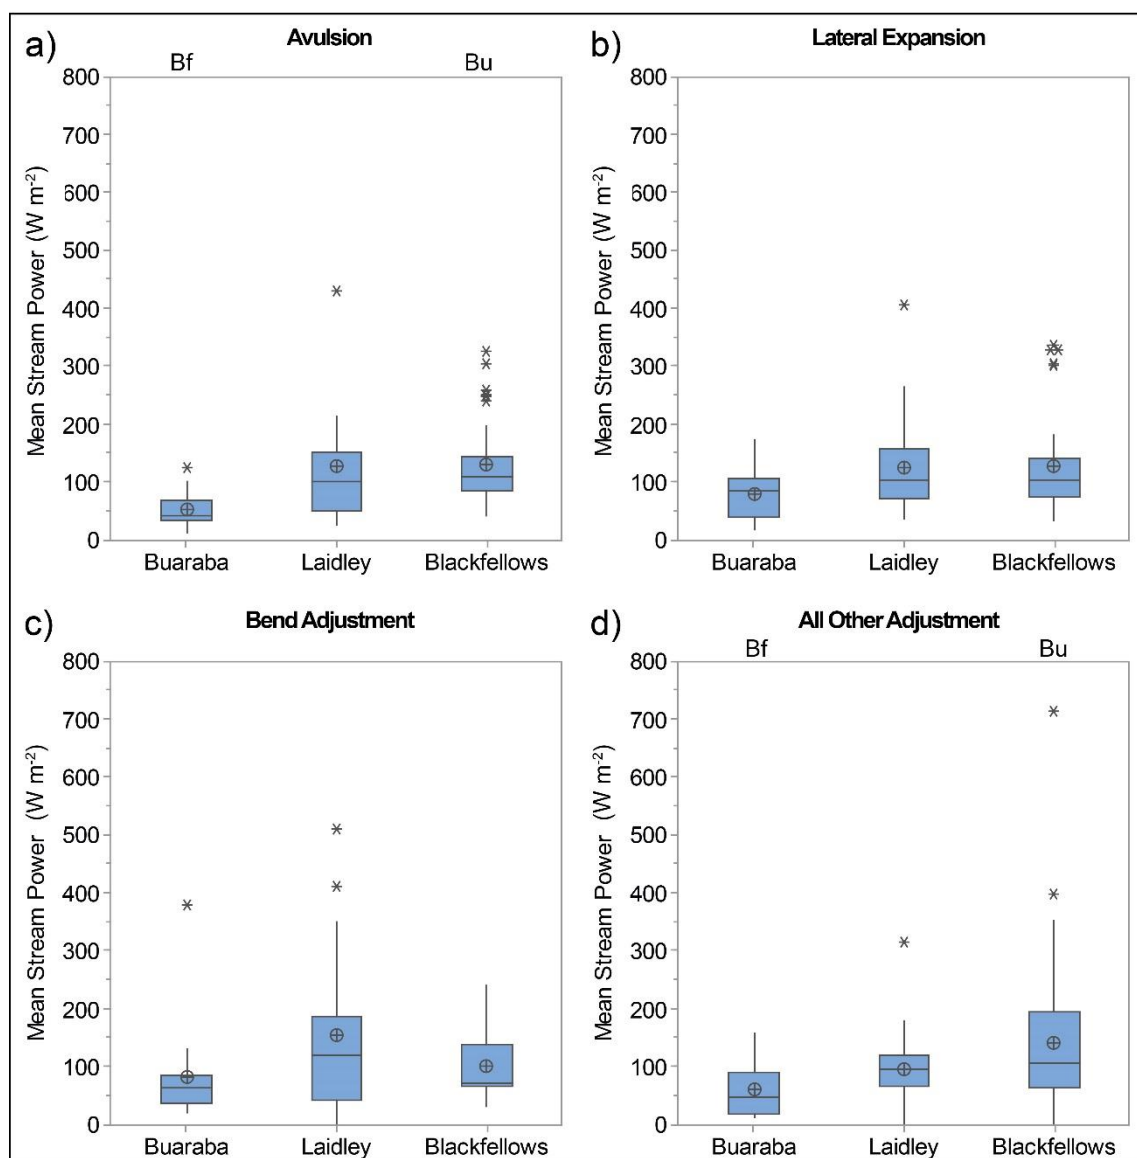 a)
Avulsion
Bf
Bu
800
700
600
500
400
300
200
100
0
Mean Stream Power (W m-2)
Buaraba
Laidley
Blackfellows
b)
Lateral Expansion
800
700
600
500
400
300
200
100
0
Mean Stream Power (W m-2)
Buaraba
Laidley
Blackfellows
c)
Bend Adjustment
800
700
600
500
400
300
200
100
0
Mean Stream Power (W m-2)
Buaraba
Laidley
Blackfellows
d)
All Other Adjustment
Bf
Bu
800
700
600
500
400
300
200
100
0
Mean Stream Power (W m-2)
Buaraba
Laidley
Blackfellows